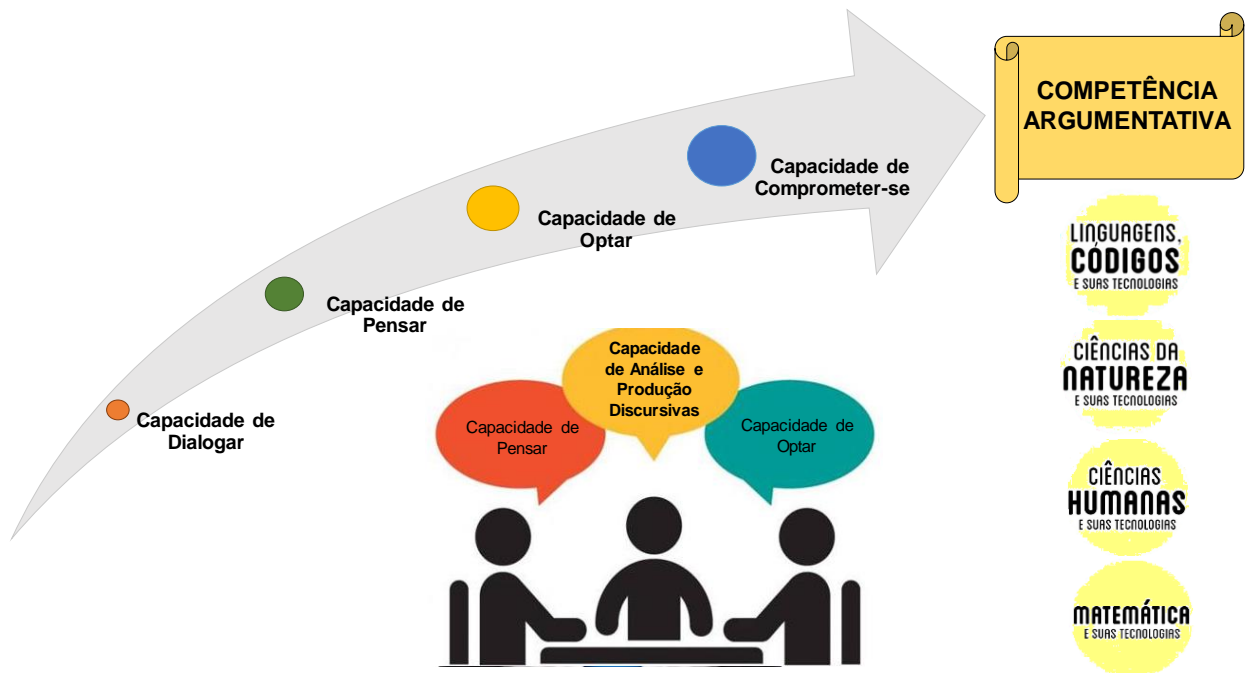 COMPETÊNCIA
ARGUMENTATIVA
Capacidade de
Comprometer-se
Capacidade de
Optar
Capacidade de
Pensar
Capacidade de
Dialogar
Capacidade
de Análise e
Produção
Discursivas
Capacidade de
Pensar
Capacidade de
Optar
LINGUAGENS,
CÓDIGOS
E SUAS TECNOLOGIAS
CIÊNCIAS DA
NATUREZA
E SUAS TECNOLOGIAS
CIÊNCIAS
HUMANAS
E SUAS TECNOLOGIAS
MATEMÁTICA
E SUAS TECNOLOGIAS